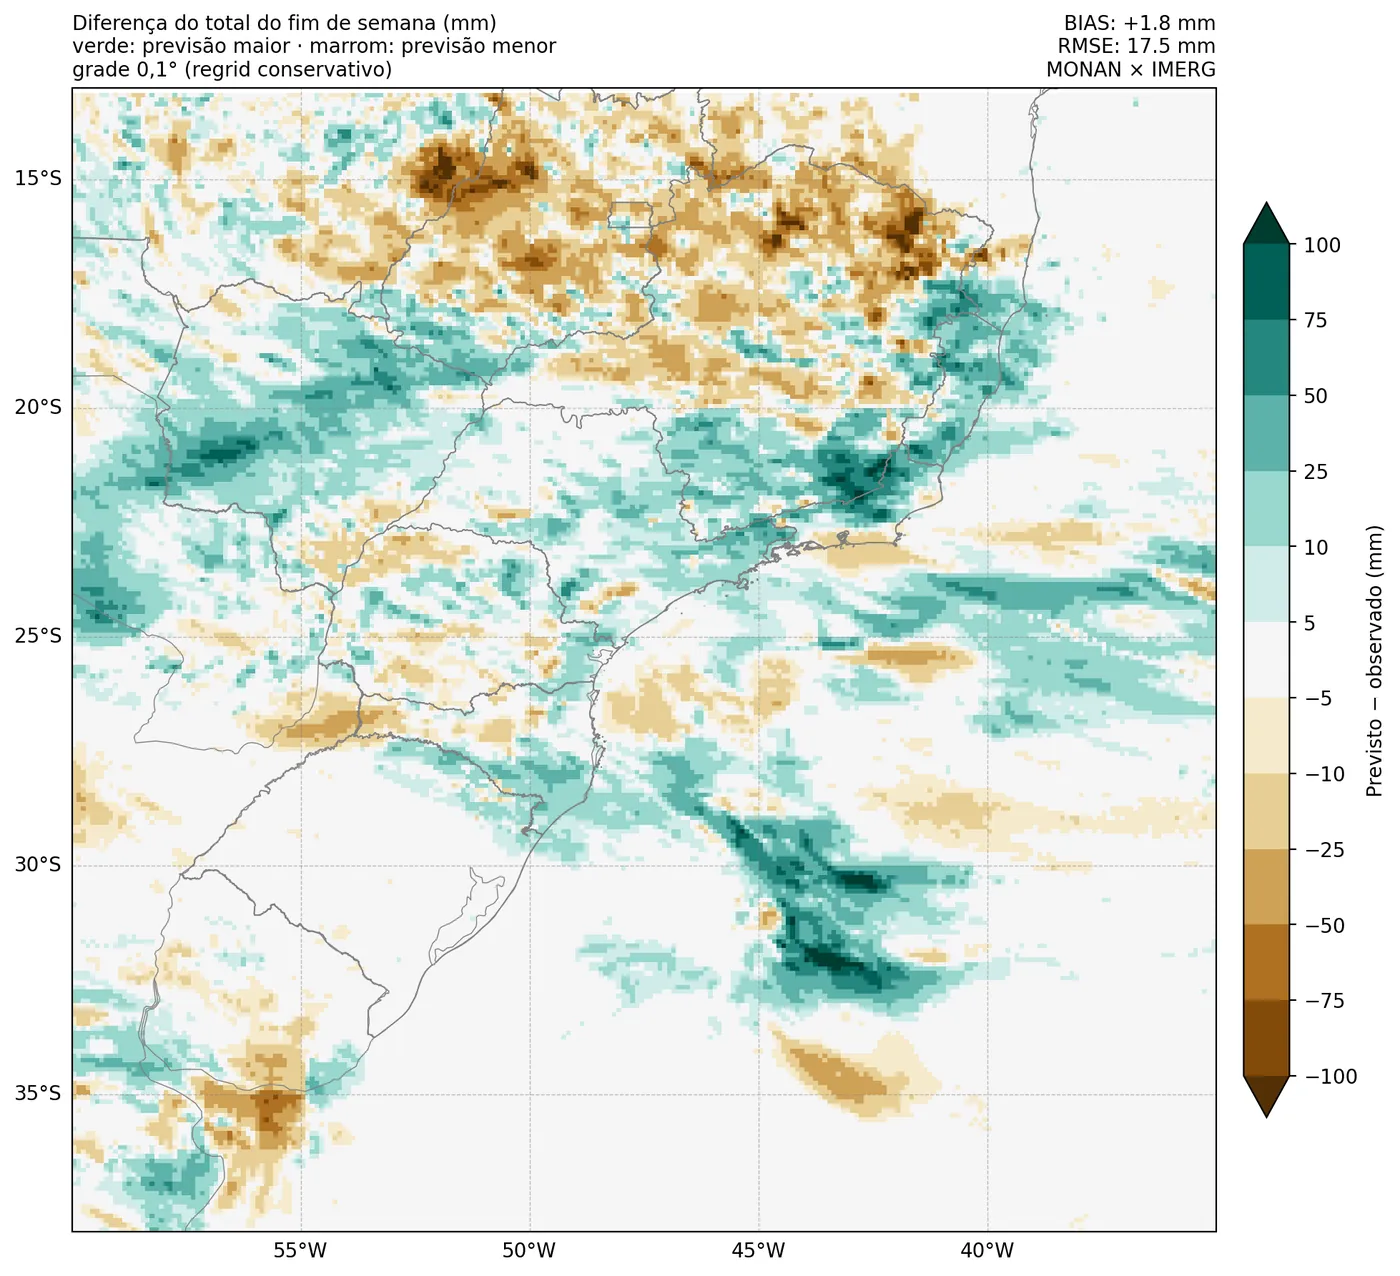 Diferença do total do fim de semana (mm)
verde: previsão maior · marrom: previsão menor
grade 0,1° (regrid conservativo)
BIAS: +1.8 mm
RMSE: 17.5 mm
MONAN × IMERG
15°S
20°S
25°S
30°S
35°S
55°W
50°W
45°W
40°W
100
75
50
25
10
5
−5
−10
−25
−50
−75
−100
Previsto − observado (mm)